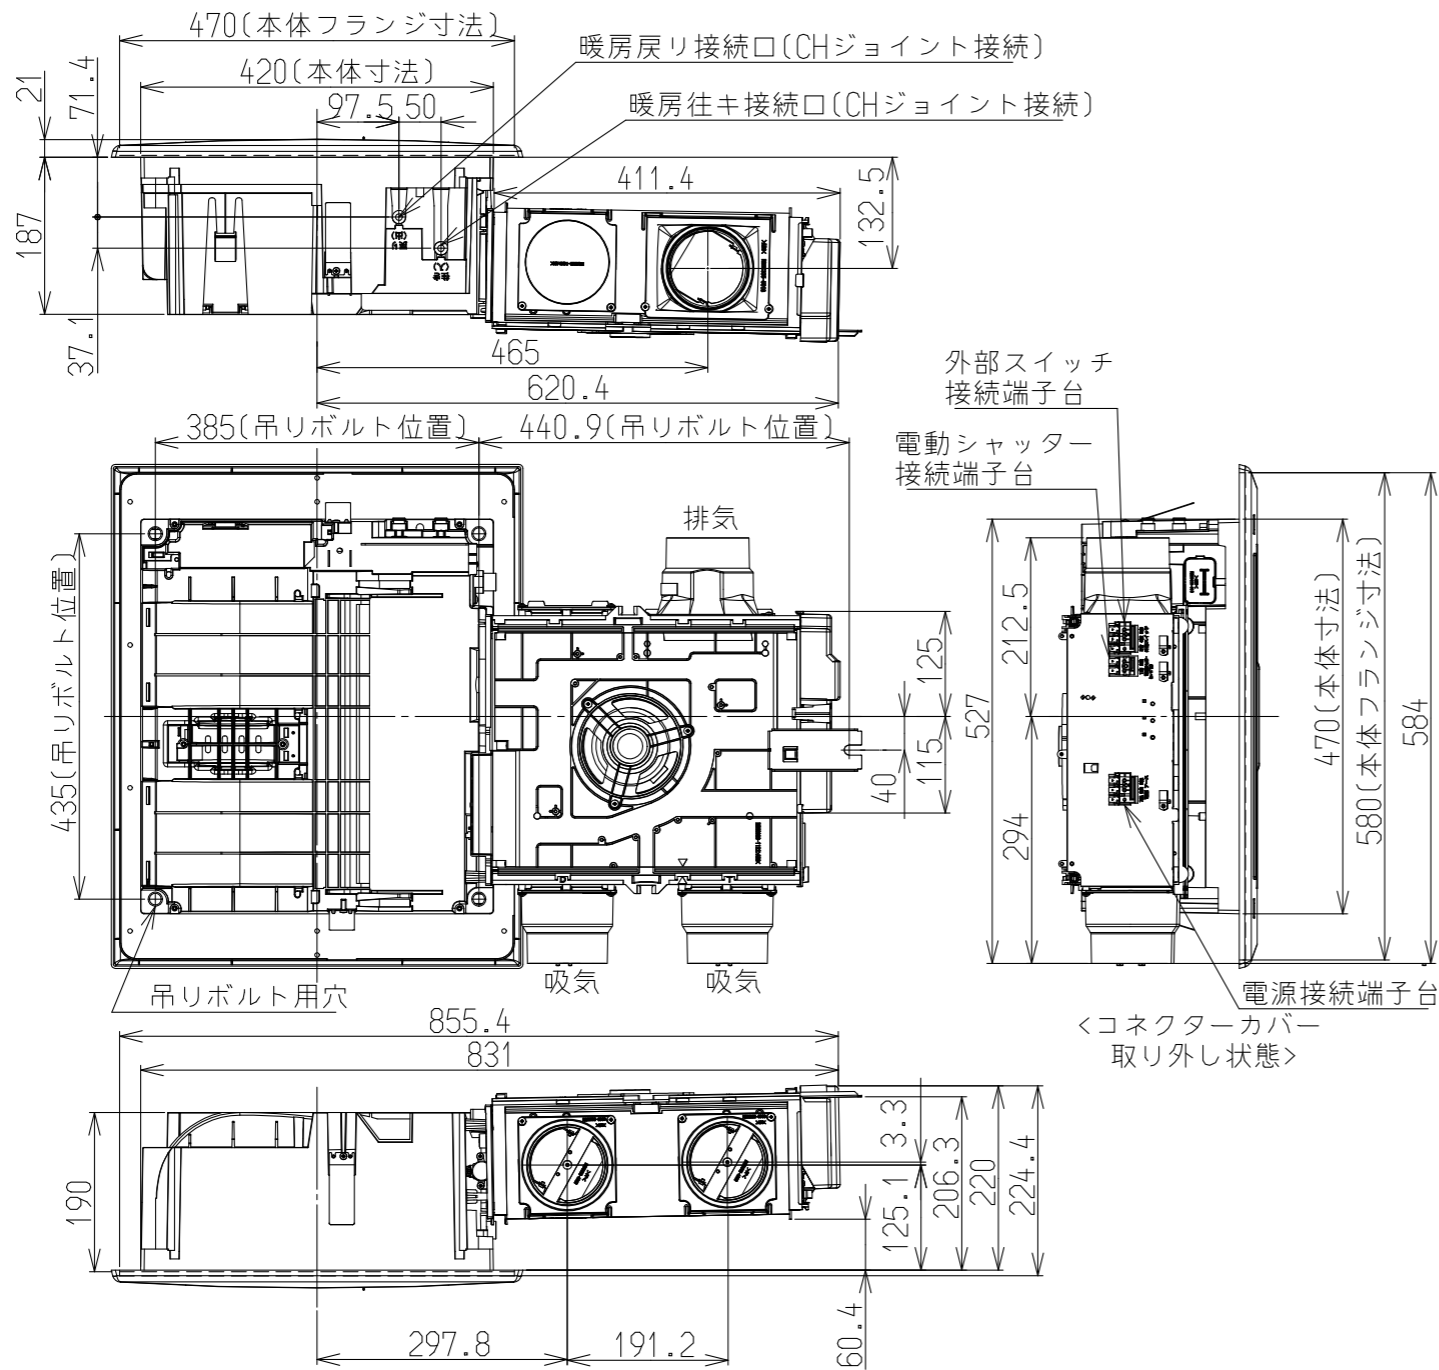 470(本体フランジ寸法)
420(本体寸法)
97.5
50
暖房戻り接続口(CHジョイント接続)
暖房往キ接続口(CHジョイント接続)
21
71.4
187
37.1
411.4
132.5
465
620.4
385(吊りボルト位置)
440.9(吊りボルト位置)
外部スイッチ
接続端子台
電動シャッター
接続端子台
排気
435(吊りボルト位置)
125
115
40
吸気
吸気
吊りボルト用穴
527
212.5
294
470(本体寸法)
580(本体フランジ寸法)
584
電源接続端子台
<コネクターカバー
取り外し状態>
855.4
831
190
3.3
125.1
206.3
220
224.4
60.4
297.8
191.2